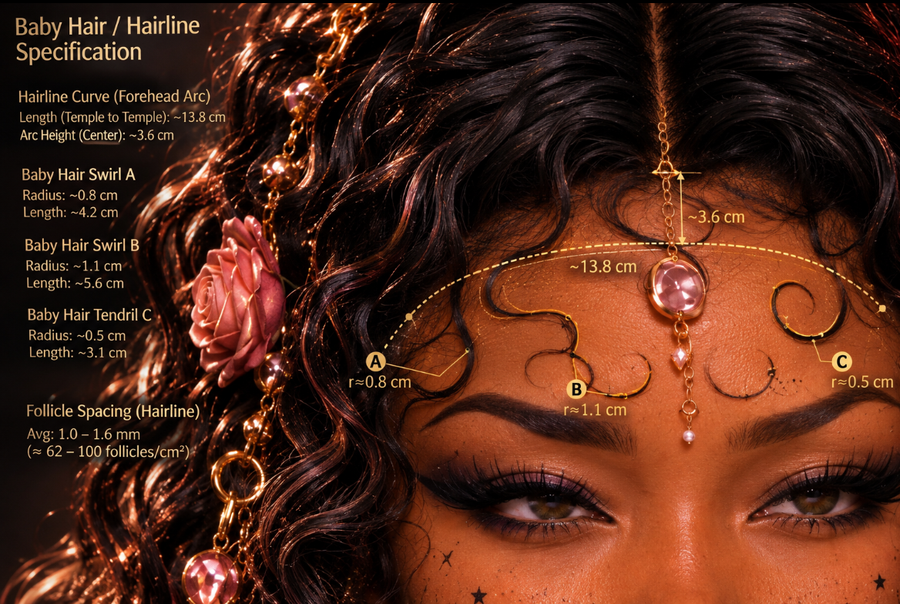 Baby Hair / Hairline
Specification
Hairline Curve (Forehead Arc)
Length (Temple to Temple): ~13.8 cm
Arc Height (Center): ~3.6 cm
Baby Hair Swirl A
Radius: ~0.8 cm
Length: ~4.2 cm
Baby Hair Swirl B
Radius: ~1.1 cm
Length: ~5.6 cm
Baby Hair Tendril C
Radius: ~0.5 cm
Length: ~3.1 cm
Follicle Spacing (Hairline)
Avg: 1.0 – 1.6 mm
(≈ 62 – 100 follicles/cm²)
~3.6 cm
~13.8 cm
A
r≈0.8 cm
B
r≈1.1 cm
C
r≈0.5 cm